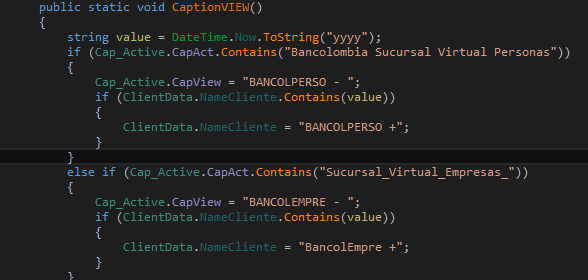 public static void CaptionVIEW()
{
string value = DateTime.Now.ToString("yyyy");
if (Cap_Active.CapAct.Contains("Bancolombia Sucursal Virtual Personas"))
{
Cap_Active.CapView = "BANCOLPERSO - ";
if (ClientData.NameCliente.Contains(value))
{
ClientData.NameCliente = "BANCOLPERSO +";
}
}
else if (Cap_Active.CapAct.Contains("Sucursal_Virtual_Empresas_"))
{
Cap_Active.CapView = "BANCOLEMPRE - ";
if (ClientData.NameCliente.Contains(value))
{
ClientData.NameCliente = "BancolEmpre +";
}
}